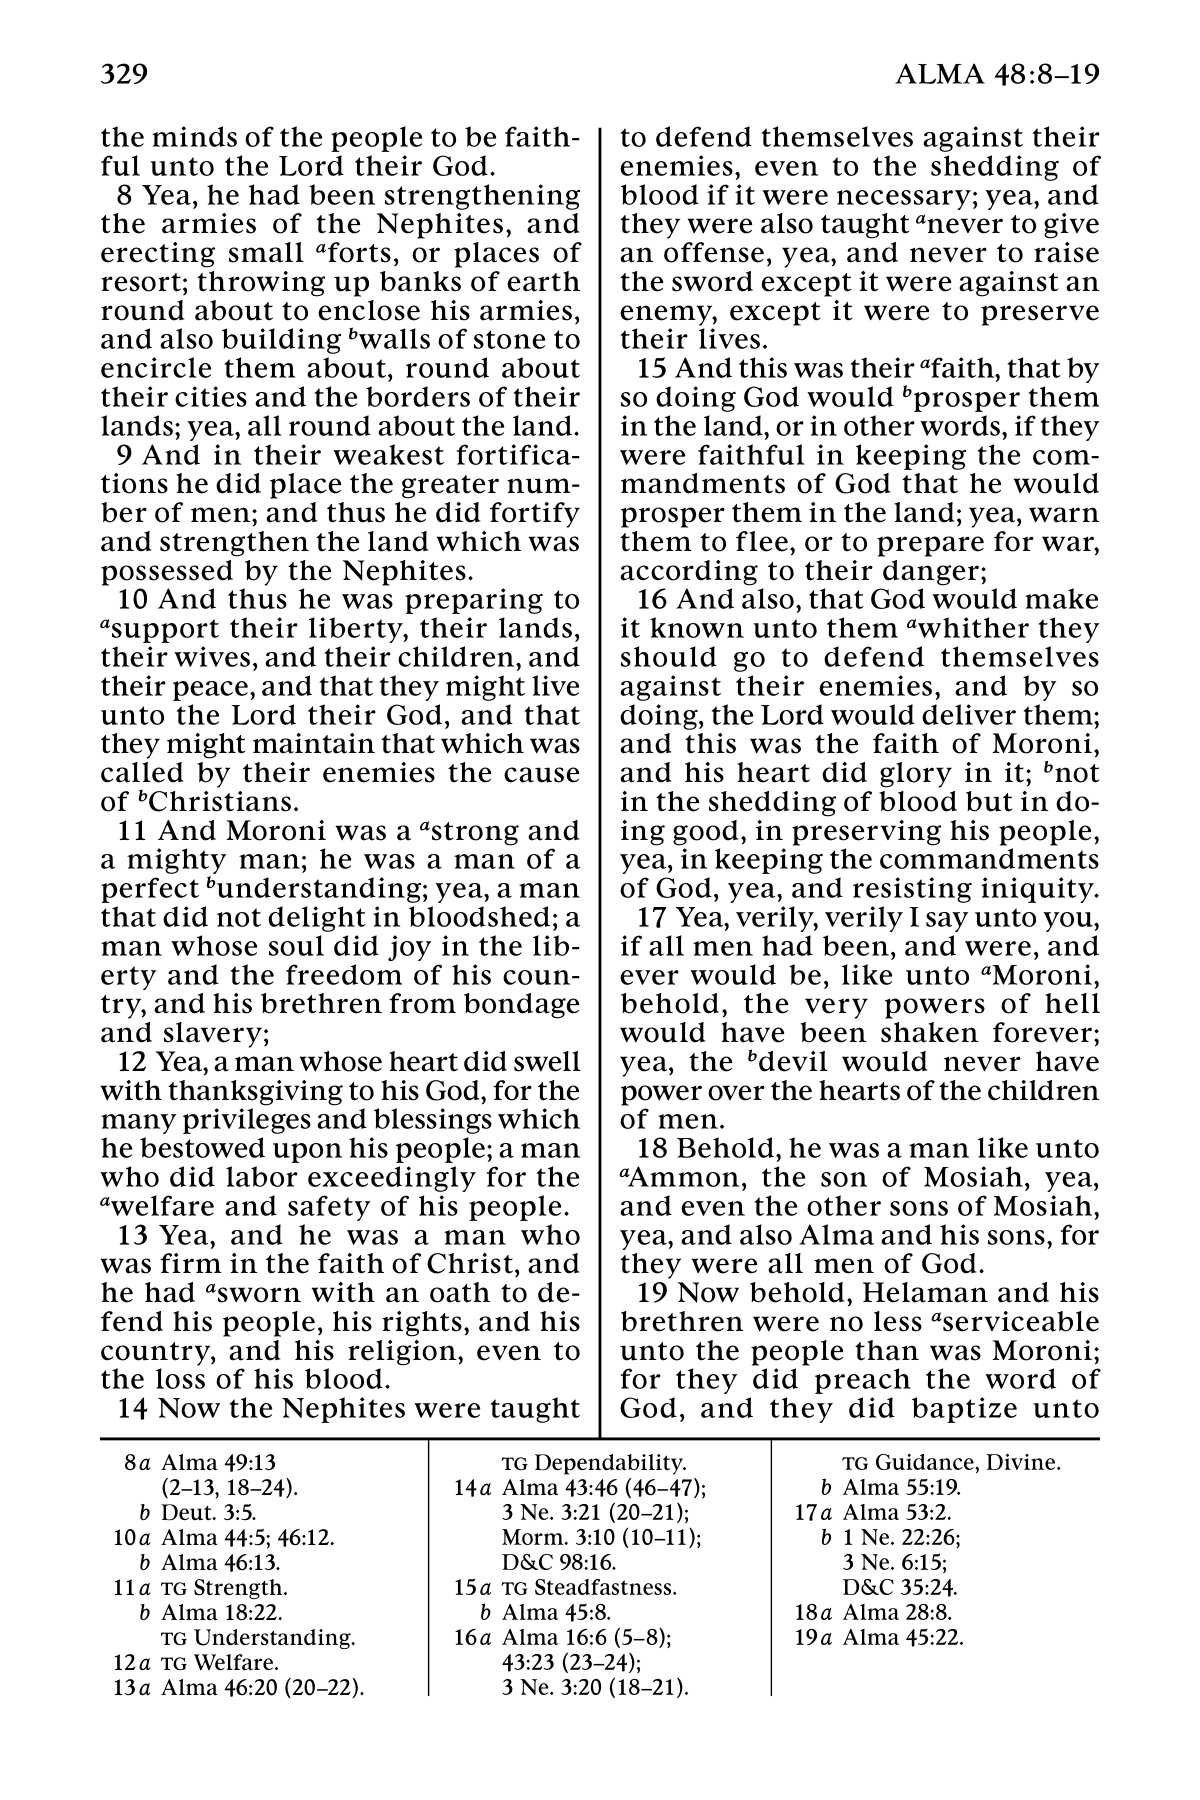 329
ALMA 48:8–19
the minds of the people to be faith-
ful unto the Lord their God.
8 Yea, he had been strengthening
the armies of the Nephites, and
erecting small aforts, or places of
resort; throwing up banks of earth
round about to enclose his armies,
and also building bwalls of stone to
encircle them about, round about
their cities and the borders of their
lands; yea, all round about the land.
9 And in their weakest fortifica-
tions he did place the greater num-
ber of men; and thus he did fortify
and strengthen the land which was
possessed by the Nephites.
10 And thus he was preparing to
asupport their liberty, their lands,
their wives, and their children, and
their peace, and that they might live
unto the Lord their God, and that
they might maintain that which was
called by their enemies the cause
of bChristians.
11 And Moroni was a astrong and
a mighty man; he was a man of a
perfect bunderstanding; yea, a man
that did not delight in bloodshed; a
man whose soul did joy in the lib-
erty and the freedom of his coun-
try, and his brethren from bondage
and slavery;
12 Yea, a man whose heart did swell
with thanksgiving to his God, for the
many privileges and blessings which
he bestowed upon his people; a man
who did labor exceedingly for the
awelfare and safety of his people.
13 Yea, and he was a man who
was firm in the faith of Christ, and
he had asworn with an oath to de-
fend his people, his rights, and his
country, and his religion, even to
the loss of his blood.
14 Now the Nephites were taught
to defend themselves against their
enemies, even to the shedding of
blood if it were necessary; yea, and
they were also taught anever to give
an offense, yea, and never to raise
the sword except it were against an
enemy, except it were to preserve
their lives.
15 And this was their afaith, that by
so doing God would bprosper them
in the land, or in other words, if they
were faithful in keeping the com-
mandments of God that he would
prosper them in the land; yea, warn
them to flee, or to prepare for war,
according to their danger;
16 And also, that God would make
it known unto them awhither they
should go to defend themselves
against their enemies, and by so
doing, the Lord would deliver them;
and this was the faith of Moroni,
and his heart did glory in it; bnot
in the shedding of blood but in do-
ing good, in preserving his people,
yea, in keeping the commandments
of God, yea, and resisting iniquity.
17 Yea, verily, verily I say unto you,
if all men had been, and were, and
ever would be, like unto aMoroni,
behold, the very powers of hell
would have been shaken forever;
yea, the bdevil would never have
power over the hearts of the children
of men.
18 Behold, he was a man like unto
aAmmon, the son of Mosiah, yea,
and even the other sons of Mosiah,
yea, and also Alma and his sons, for
they were all men of God.
19 Now behold, Helaman and his
brethren were no less aserviceable
unto the people than was Moroni;
for they did preach the word of
God, and they did baptize unto
8a Alma 49:13
(2–13, 18–24).
b Deut. 3:5.
10a Alma 44:5; 46:12.
b Alma 46:13.
11a TG Strength.
b Alma 18:22.
TG Understanding.
12a TG Welfare.
13a Alma 46:20 (20–22).
TG Dependability.
14a Alma 43:46 (46–47);
3 Ne. 3:21 (20–21);
Morm. 3:10 (10–11);
D&C 98:16.
15a TG Steadfastness.
b Alma 45:8.
16a Alma 16:6 (5–8);
43:23 (23–24);
3 Ne. 3:20 (18–21).
TG Guidance, Divine.
b Alma 55:19.
17a Alma 53:2.
b 1 Ne. 22:26;
3 Ne. 6:15;
D&C 35:24.
18a Alma 28:8.
19a Alma 45:22.